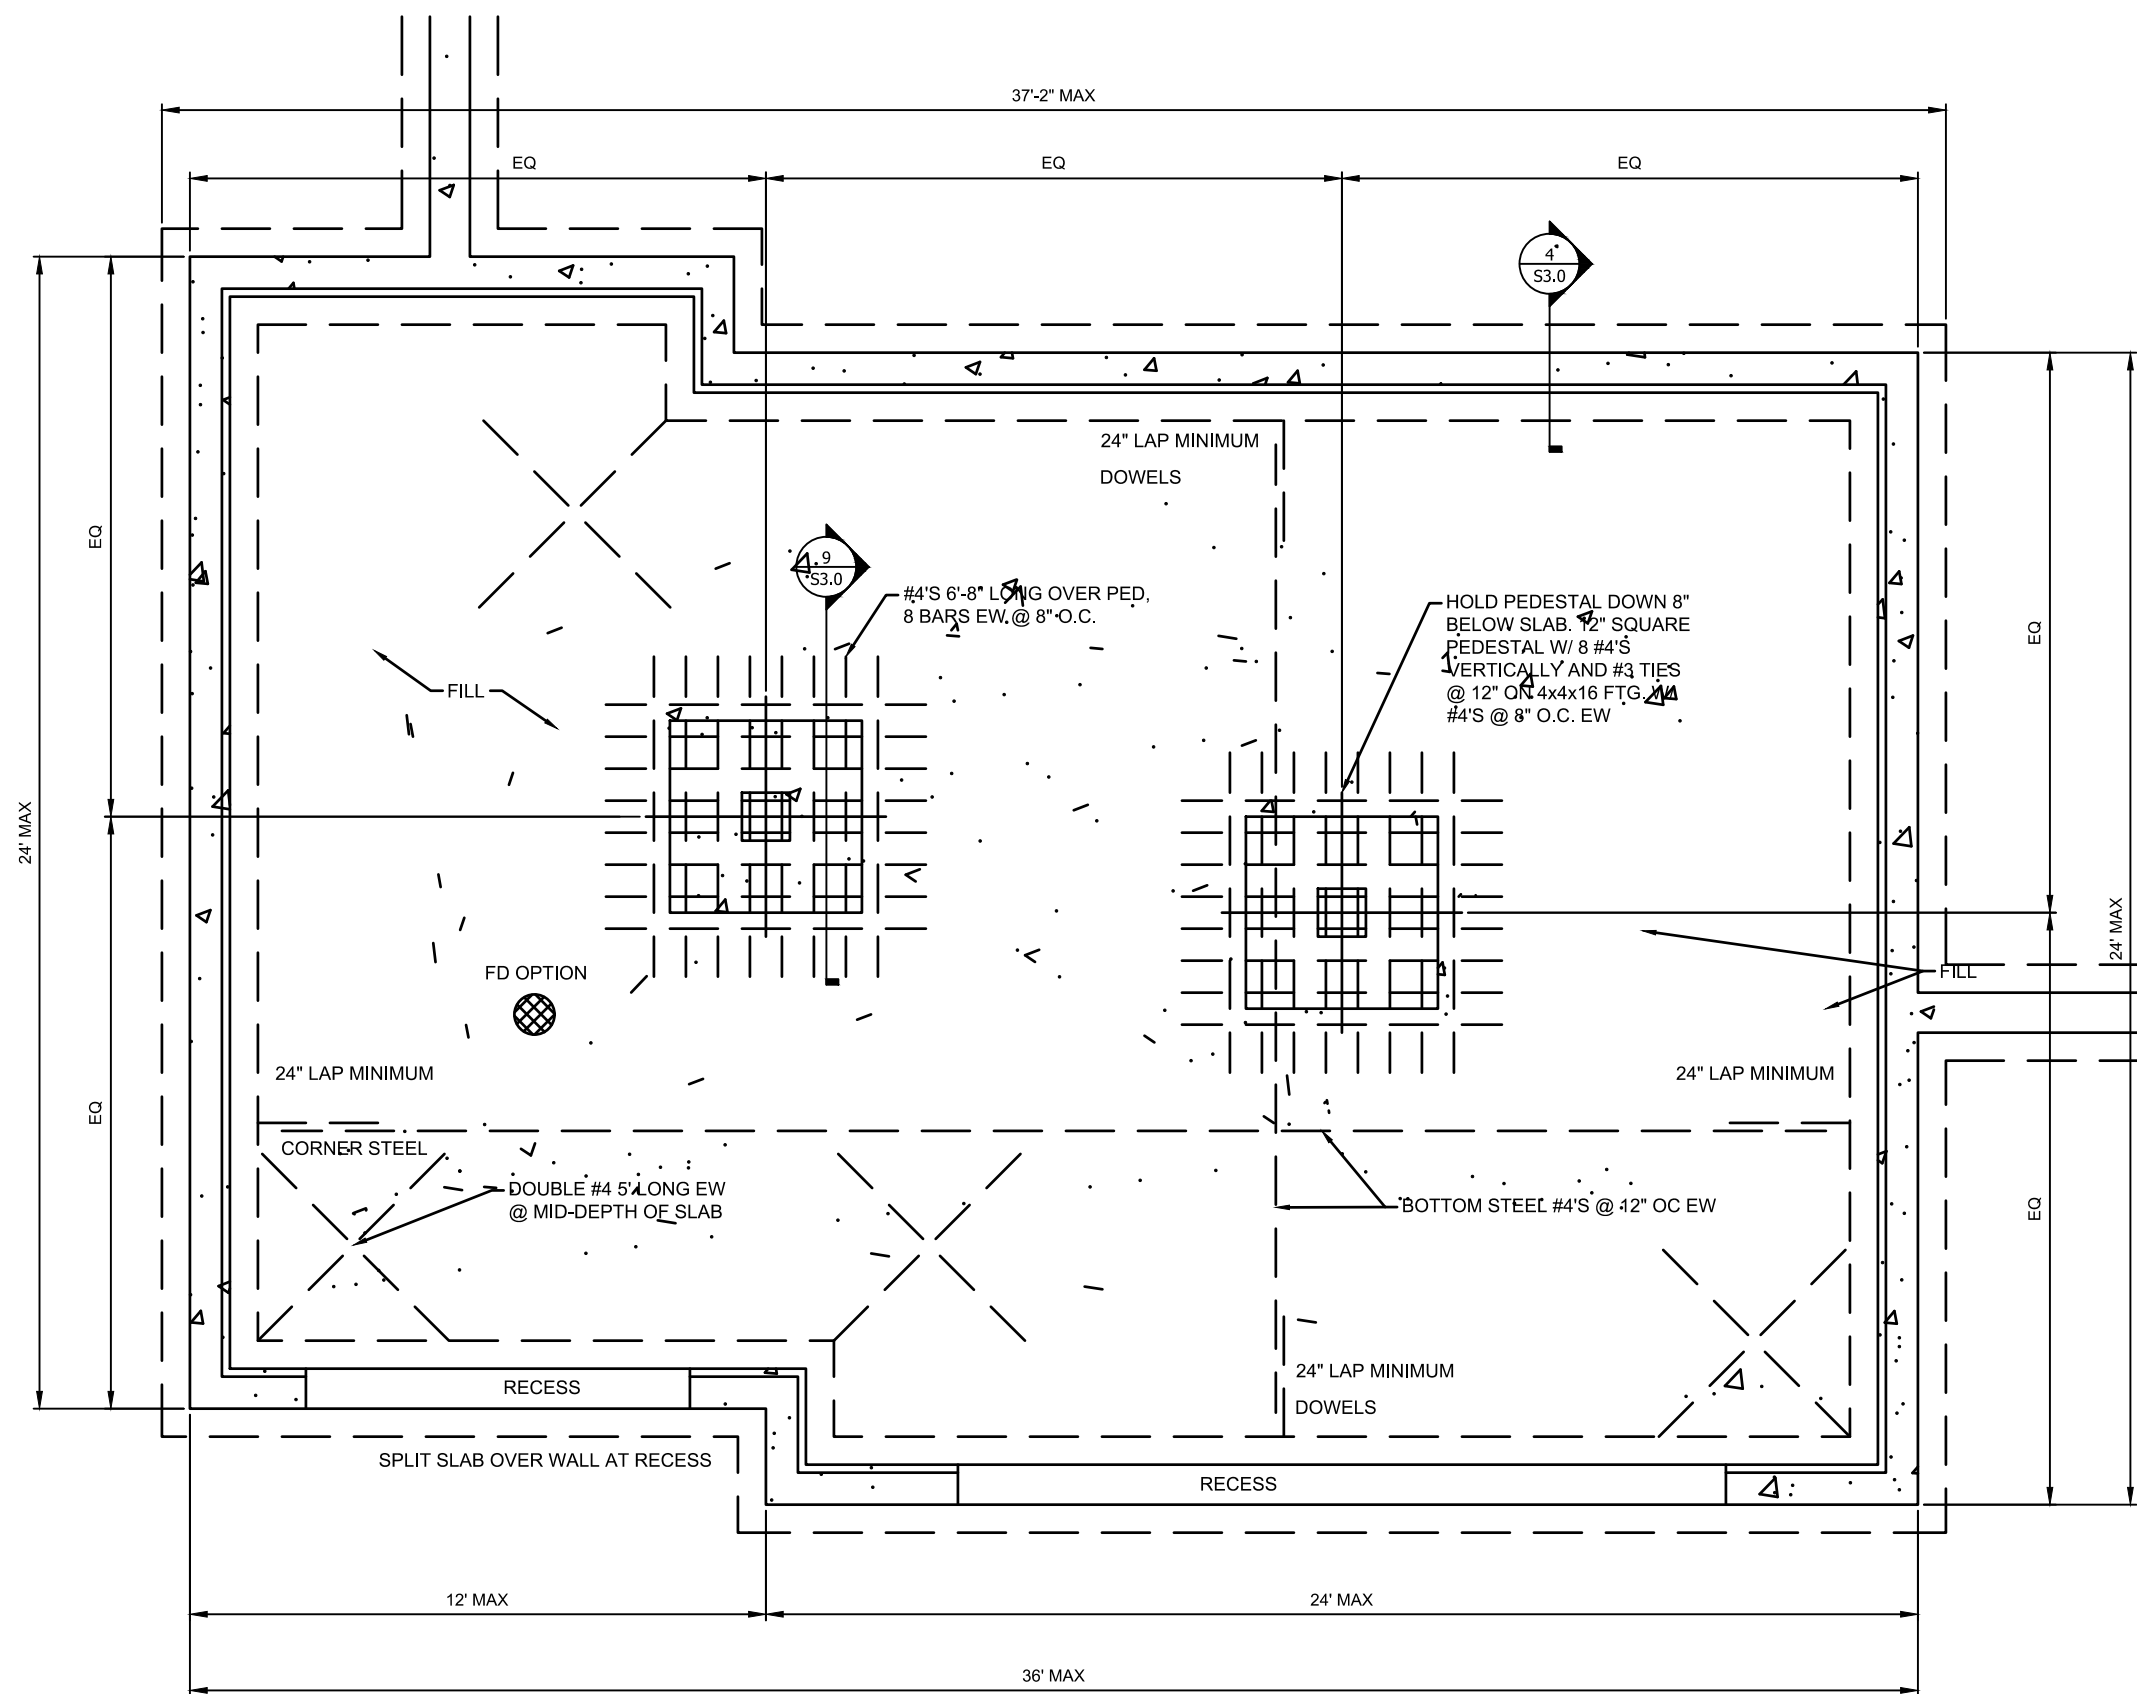 37'-2" MAX
EQ
EQ
EQ
4
S3.0
24" LAP MINIMUM
DOWELS
EQ
9
S3.0
#4'S 6'-8" LONG OVER PED,
8 BARS EW @ 8" O.C.
HOLD PEDESTAL DOWN 8"
BELOW SLAB. 12" SQUARE
PEDESTAL W/ 8 #4'S
VERTICALLY AND #3 TIES
@ 12" ON 4x4x16 FTG. W/
#4'S @ 8" O.C. EW
EQ
FILL
24' MAX
24' MAX
FD OPTION
FILL
24" LAP MINIMUM
24" LAP MINIMUM
EQ
CORNER STEEL
DOUBLE #4 5' LONG EW
@ MID-DEPTH OF SLAB
BOTTOM STEEL #4'S @ 12" OC EW
EQ
RECESS
24" LAP MINIMUM
DOWELS
SPLIT SLAB OVER WALL AT RECESS
RECESS
12' MAX
24' MAX
36' MAX